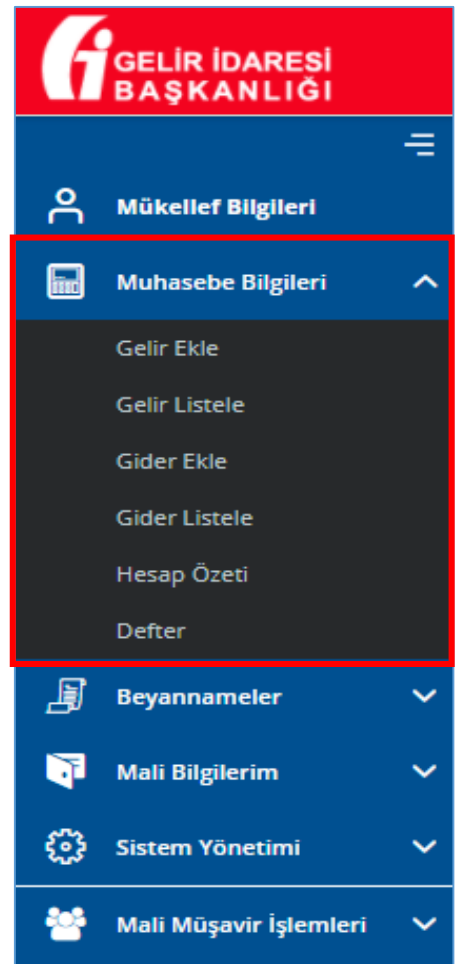 GELİR İDARESİ
BAŞKANLIĞI
Mükellef Bilgileri
Muhasebe Bilgileri
Gelir Ekle
Gelir Listele
Gider Ekle
Gider Listele
Hesap Özeti
Defter
Beyannameler
Mali Bilgilerim
Sistem Yönetimi
Mali Müşavir İşlemleri